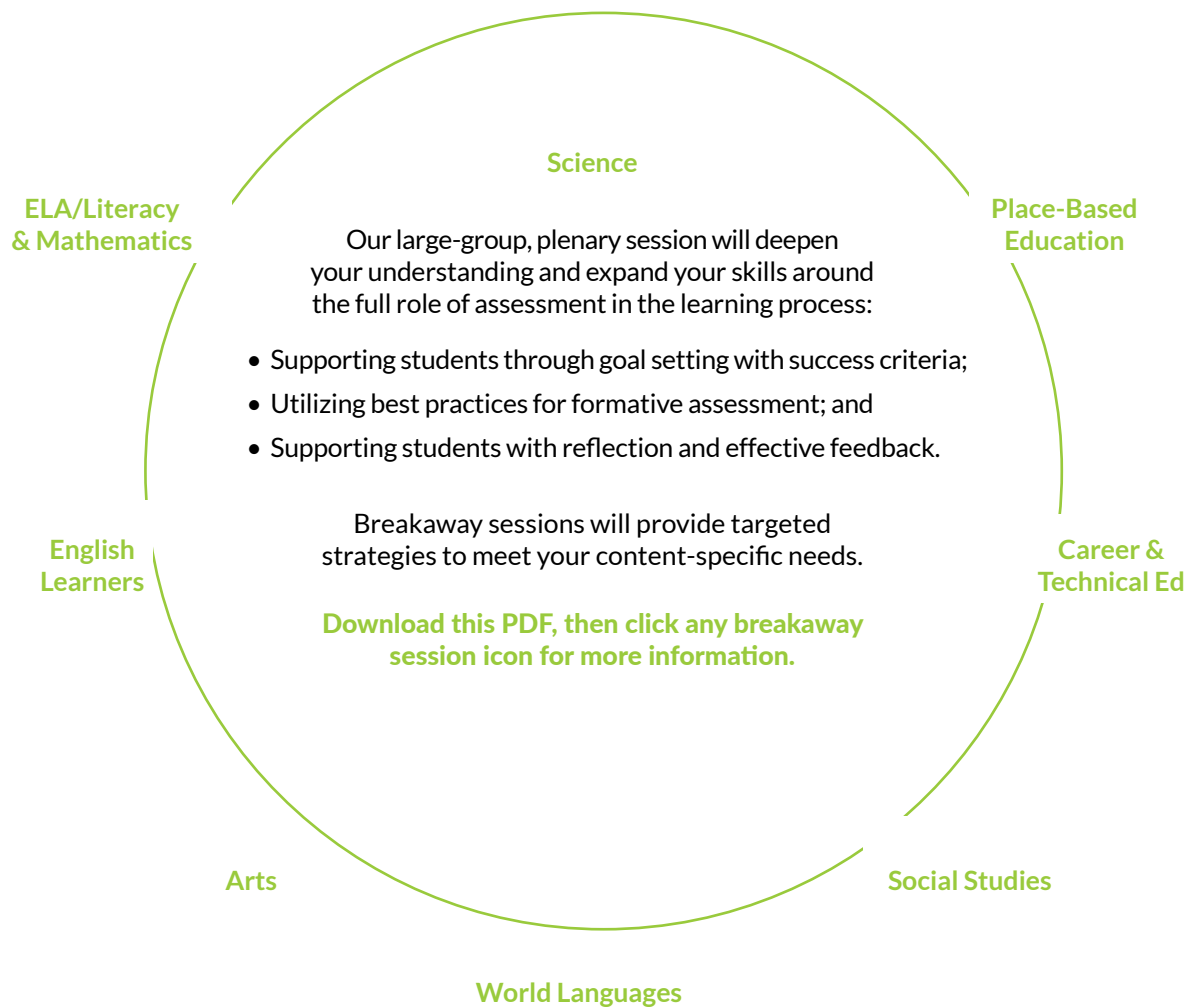 Science
ELA/Literacy
& Mathematics
Place-Based
Education
Our large-group, plenary session will deepen
your understanding and expand your skills around
the full role of assessment in the learning process:
• Supporting students through goal setting with success criteria;
• Utilizing best practices for formative assessment; and
• Supporting students with reflection and effective feedback.
Breakaway sessions will provide targeted
strategies to meet your content-specific needs.
English
Learners
Career &
Technical Ed
Download this PDF, then click any breakaway
session icon for more information.
Arts
Social Studies
World Languages